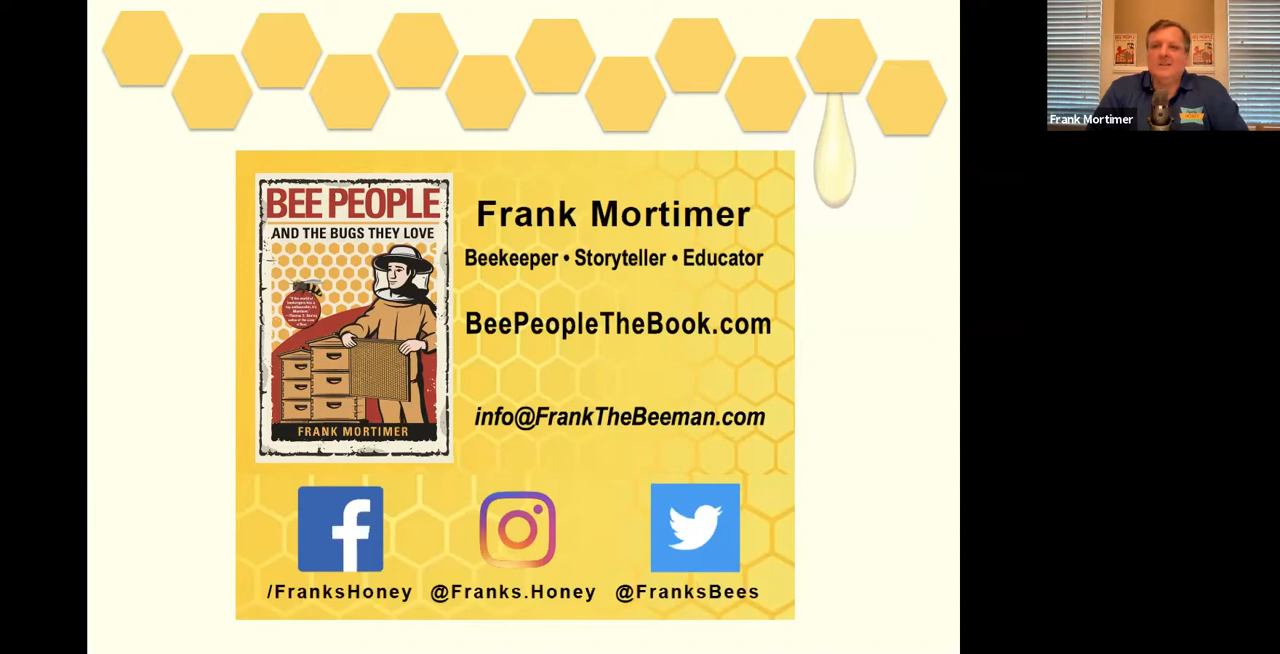 Frank Mortimer
BEE PEOPLE
AND THE BUGS THEY LOVE
FRANK MORTIMER
Frank Mortimer
Beekeeper • Storyteller • Educator
BeePeopleTheBook.com
info@FrankTheBeeman.com
/FranksHoney
@Franks.Honey
@FranksBees